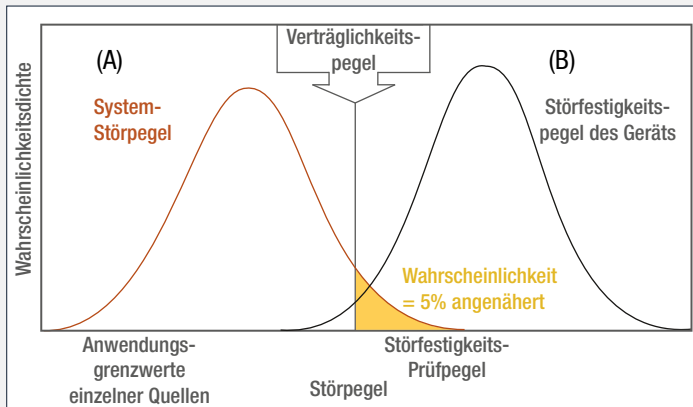 Wahrscheinlichkeitsdichte
(A)
Verträglichkeits-
pegel
(B)
System-
Störpegel
Störfestigkeits-
pegel des Geräts
Wahrscheinlichkeit
= 5% angenähert
Anwendungs-
grenzwerte
einzelner Quellen
Störpegel
Störfestigkeits-
Prüfpegel